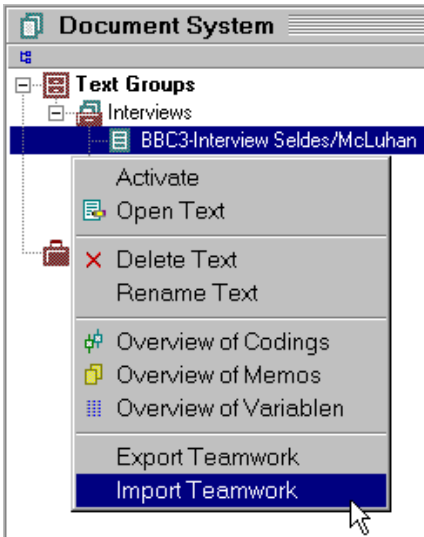 Document System
Text Groups
Interviews
BBC3-Interview Seldes/McLuhan
Activate
Open Text
Delete Text
Rename Text
Overview of Codings
Overview of Memos
Overview of Variablen
Export Teamwork
Import Teamwork